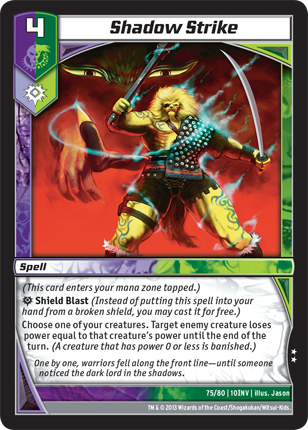 4
Shadow Strike
Spell
(This card enters your mana zone tapped.)
Shield Blast (Instead of putting this spell into your
hand from a broken shield, you may cast it for free.)
Choose one of your creatures. Target enemy creature loses
power equal to that creature's power until the end of the
turn. (A creature that has power 0 or less is banished.)
One by one, warriors fell along the front line—until someone
noticed the dark lord in the shadows.
75/80 | 10INV | illus. Jason
TM & © 2013 Wizards of the Coast/Shogakukan/Mitsui-Kids.